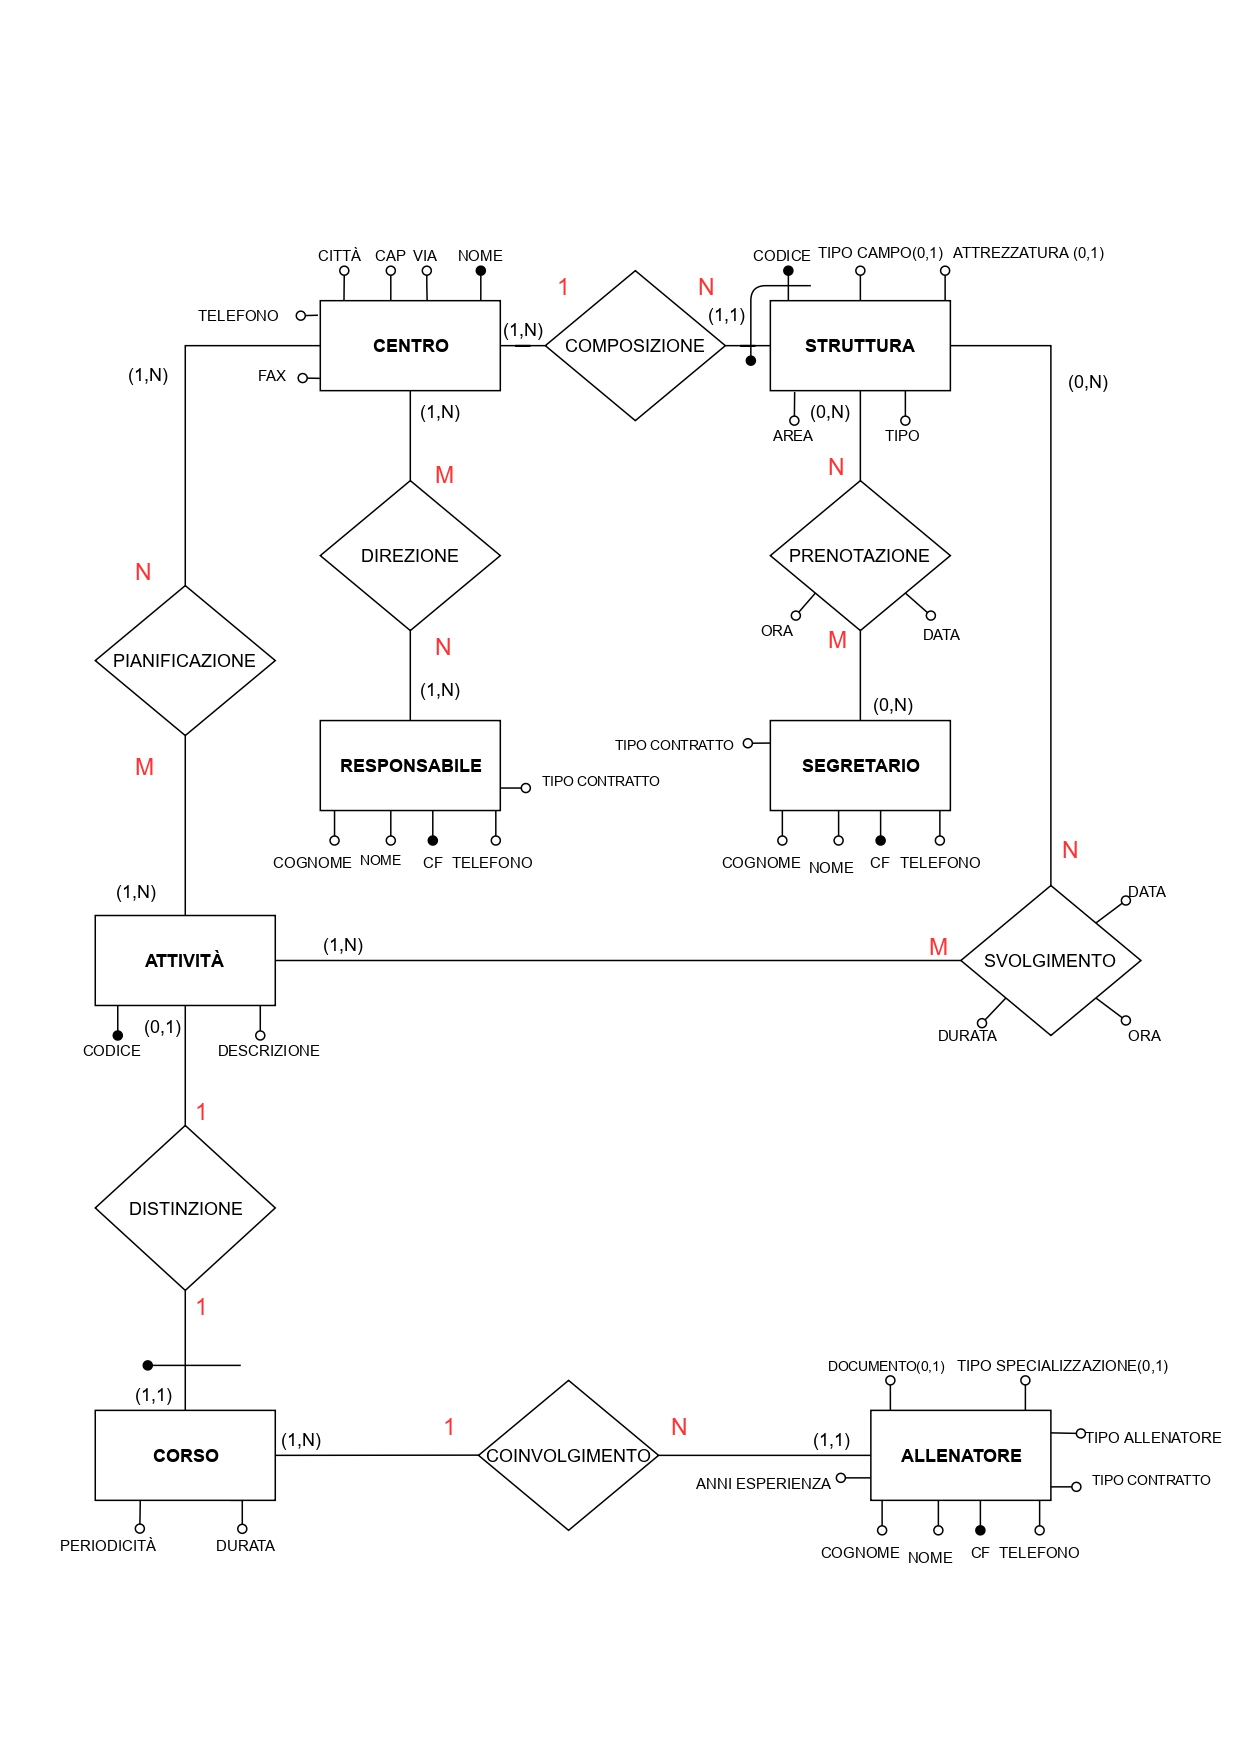 CITTÀ CAP VIA NOME
CODICE TIPO CAMPO(0,1) ATTREZZATURA (0,1)
1 N
TELEFONO (1,N) (1,1)
CENTRO COMPOSIZIONE STRUTTURA
(1,N) FAX (0,N)
(1,N) (0,N)
AREA TIPO
M N
DIREZIONE PRENOTAZIONE
N
ORA DATA
N M
PIANIFICAZIONE
(1,N) (0,N)
M
TIPO CONTRATTO
RESPONSABILE SEGRETARIO
TIPO CONTRATTO
COGNOME NOME CF TELEFONO COGNOME NOME CF TELEFONO
N
(1,N) DATA
(1,N) M
ATTIVITÀ SVOLGIMENTO
(0,1) DURATA ORA
CODICE DESCRIZIONE
1
DISTINZIONE
1
DOCUMENTO(0,1) TIPO SPECIALIZZAZIONE(0,1)
(1,1)
1 N
(1,N) (1,1) TIPO ALLENATORE
CORSO COINVOLGIMENTO ALLENATORE
ANNI ESPERIENZA TIPO CONTRATTO
PERIODICITÀ DURATA
COGNOME NOME CF TELEFONO